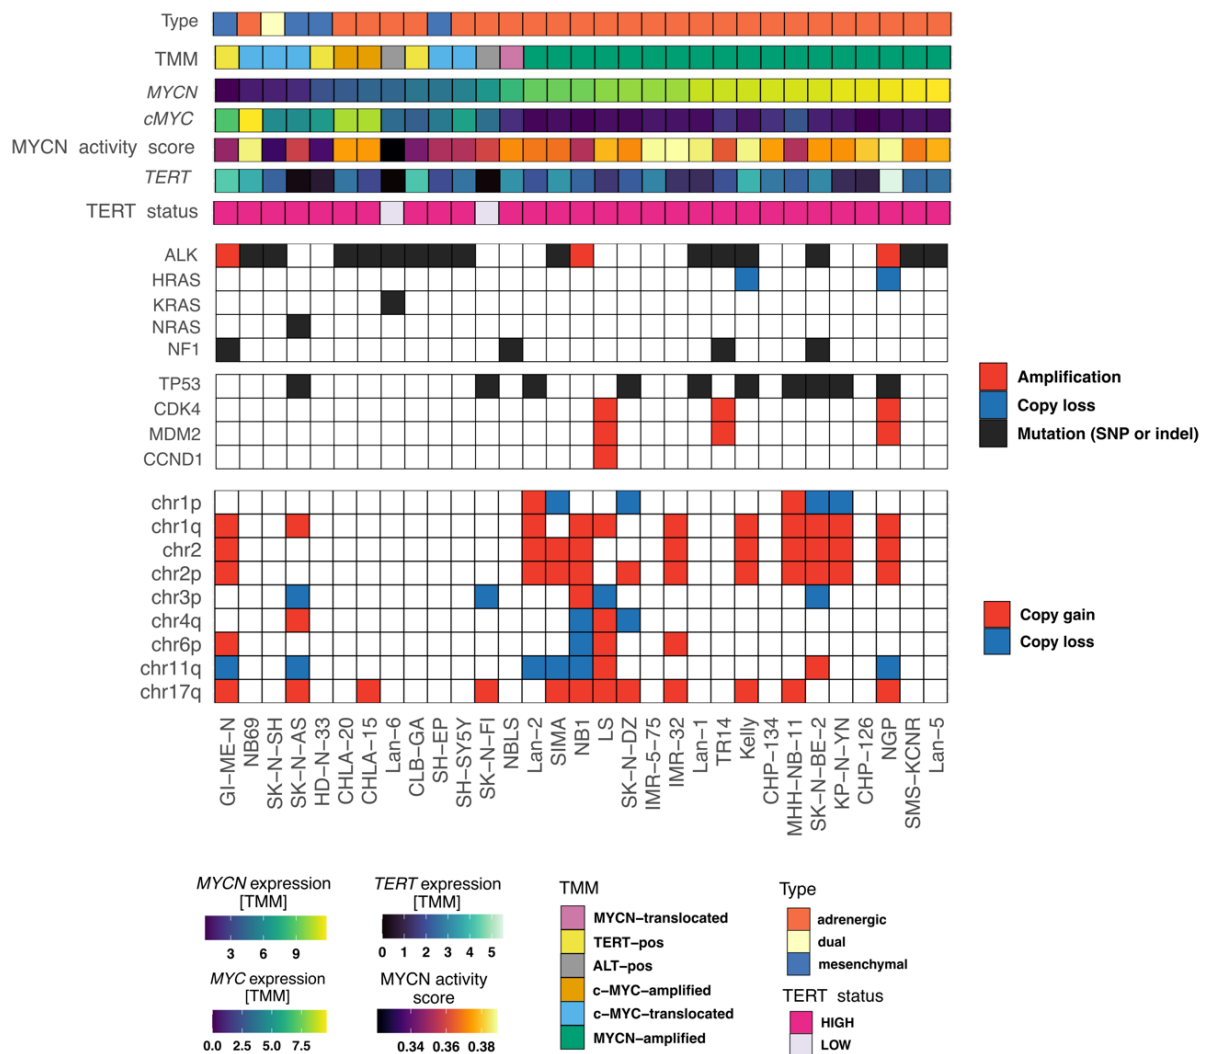 Type
TMM
MYCN
cMYC
MYCN activity score
TERT
TERT status
ALK
HRAS
KRAS
NRAS
NF1
TP53
CDK4
MDM2
CCND1
Amplification
Copy loss
Mutation (SNP or indel)
chr1p
chr1q
chr2
chr2p
chr3p
chr4q
chr6p
chr11q
chr17q
Copy gain
Copy loss
GI-ME-N
NB69
SK-N-SH
SK-N-AS
HD-N-33
CHLA-20
CHLA-15
Lan-6
CLB-GA
SH-EP
SH-SY5Y
SK-N-FI
NBLS
Lan-2
SIMA
NB1
LS
SK-N-DZ
IMR-5-75
IMR-32
Lan-1
TR14
Kelly
CHP-134
MHH-NB-11
SK-N-BE-2
KP-N-YN
CHP-126
NGP
SMS-KCNR
Lan-5
MYCN expression
[TMM]
3 6 9
TERT expression
[TMM]
0 1 2 3 4 5
MYC expression
[TMM]
0.0 2.5 5.0 7.5
MYCN activity
score
0.34 0.36 0.38
TMM
MYCN-translocated
TERT-pos
ALT-pos
c-MYC-amplified
c-MYC-translocated
MYCN-amplified
Type
adrenergic
dual
mesenchymal
TERT status
HIGH
LOW